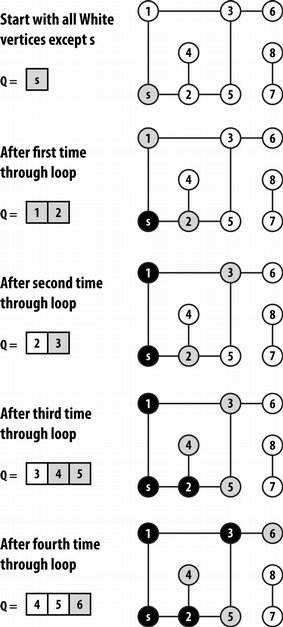 Start with all White
vertices except s
Q = s
1 3 6
4 8
s 2 5 7
After first time
through loop
Q = 1 2
1 3 6
4 8
s 2 5 7
After second time
through loop
Q = 2 3
1 3 6
4 8
s 2 5 7
After third time
through loop
Q = 3 4 5
1 3 6
4 8
s 2 5 7
After fourth time
through loop
Q = 4 5 6
1 3 6
4 8
s 2 5 7